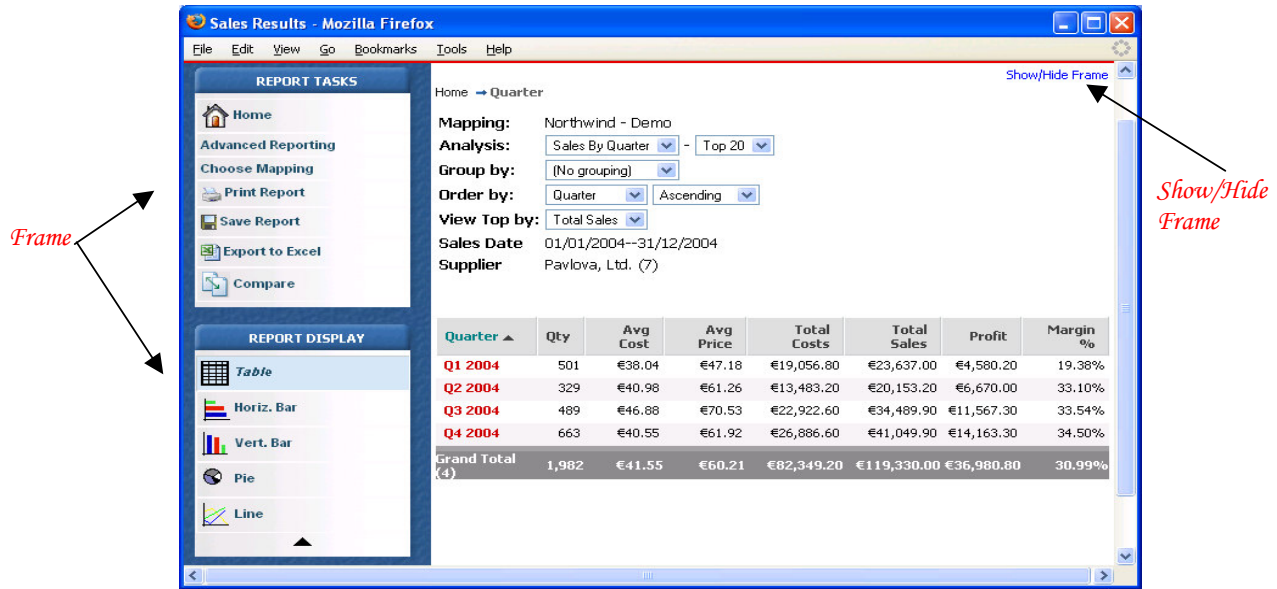 Sales Results - Mozilla Firefox
File Edit View Go Bookmarks Tools Help
REPORT TASKS
Home
Advanced Reporting
Choose Mapping
Print Report
Save Report
Export to Excel
Compare
REPORT DISPLAY
Table
Horiz. Bar
Vert. Bar
Pie
Line
Frame
Show/Hide Frame
Home → Quarter
Mapping: Northwind - Demo
Analysis: Sales By Quarter - Top 20
Group by: (No grouping)
Order by: Quarter Ascending
View Top by: Total Sales
Sales Date 01/01/2004--31/12/2004
Supplier Pavlova, Ltd. (7)
Quarter Qty Avg Cost Avg Price Total Costs Total Sales Profit Margin %
Q1 2004 501 €38.04 €47.18 €19,056.80 €23,637.00 €4,580.20 19.38%
Q2 2004 329 €40.98 €61.26 €13,483.20 €20,153.20 €6,670.00 33.10%
Q3 2004 489 €46.88 €70.53 €22,922.60 €34,489.90 €11,567.30 33.54%
Q4 2004 663 €40.55 €61.92 €26,886.60 €41,049.90 €14,163.30 34.50%
Grand Total (4) 1,982 €41.55 €60.21 €82,349.20 €119,330.00 €36,980.80 30.99%
Show/Hide
Frame